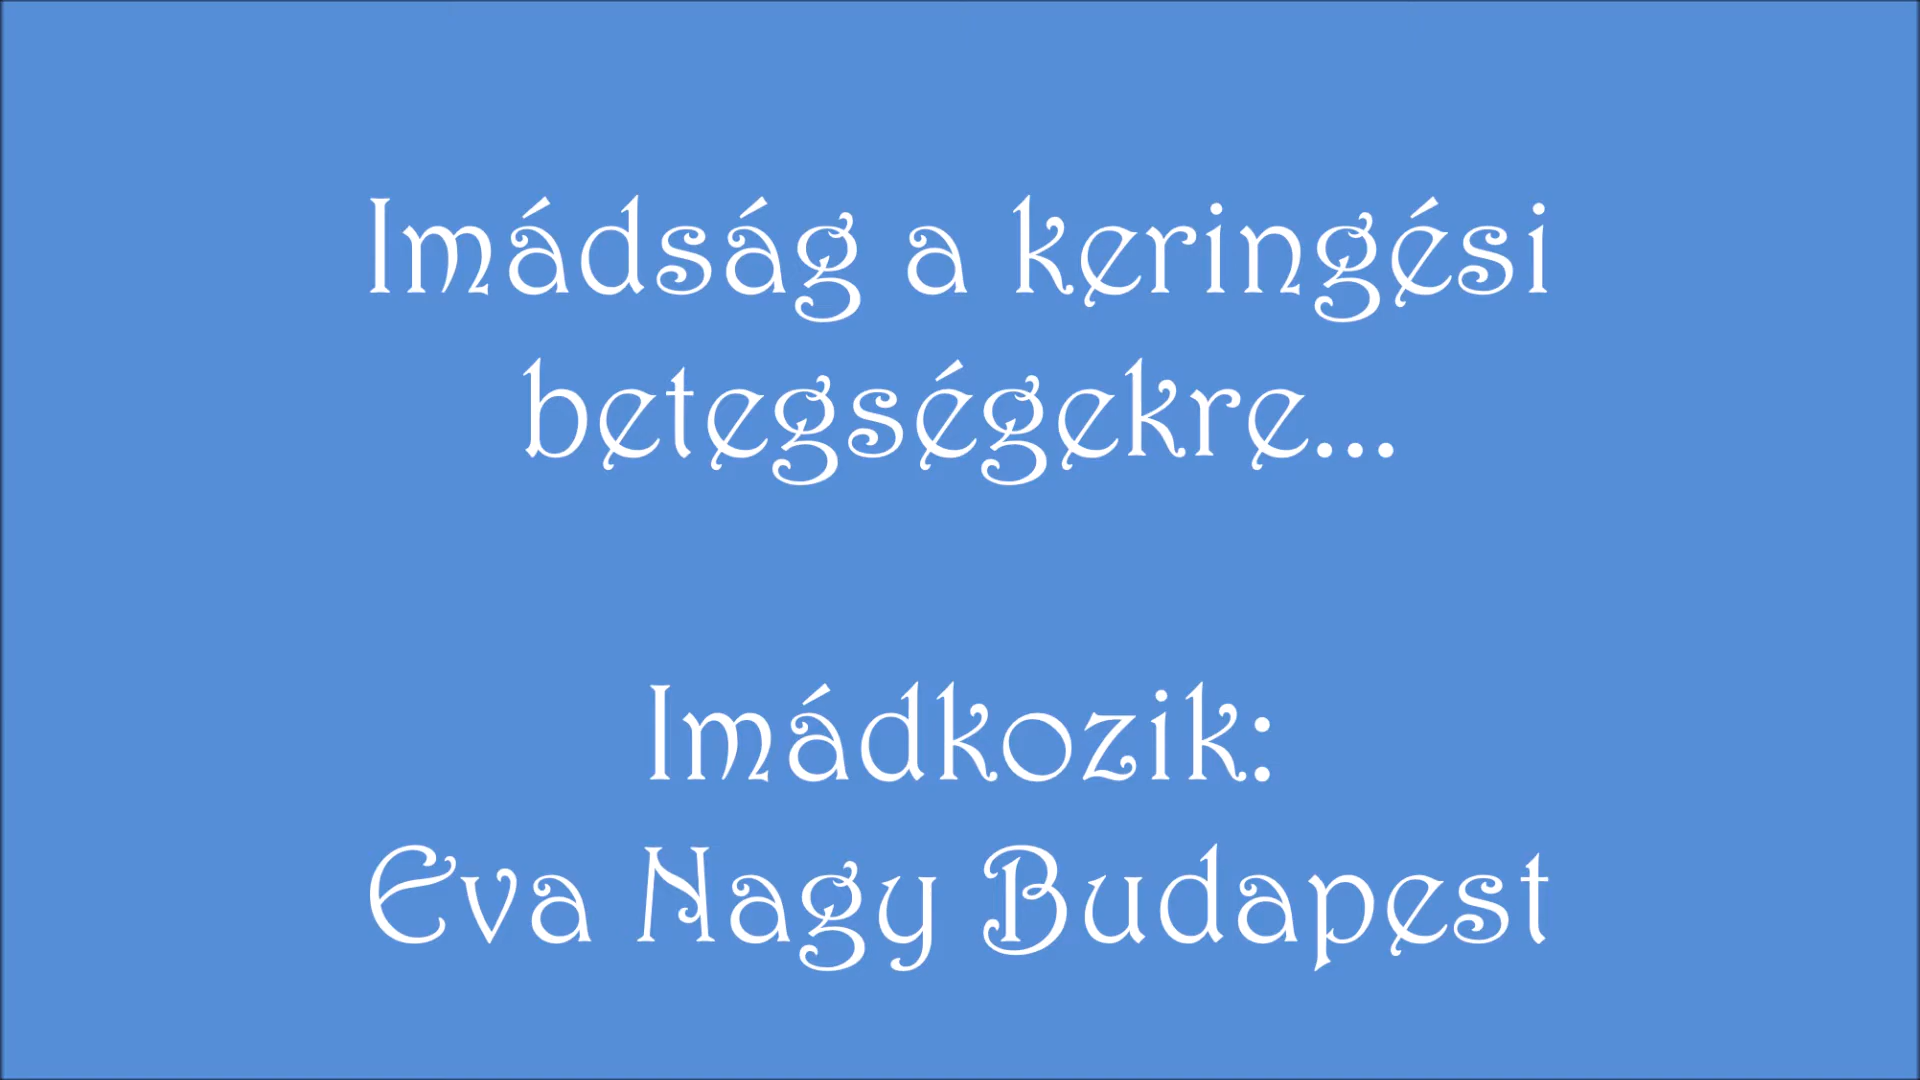 Imádság a keringési
betegségekre...
Imádkozik:
Eva Nagy Budapest